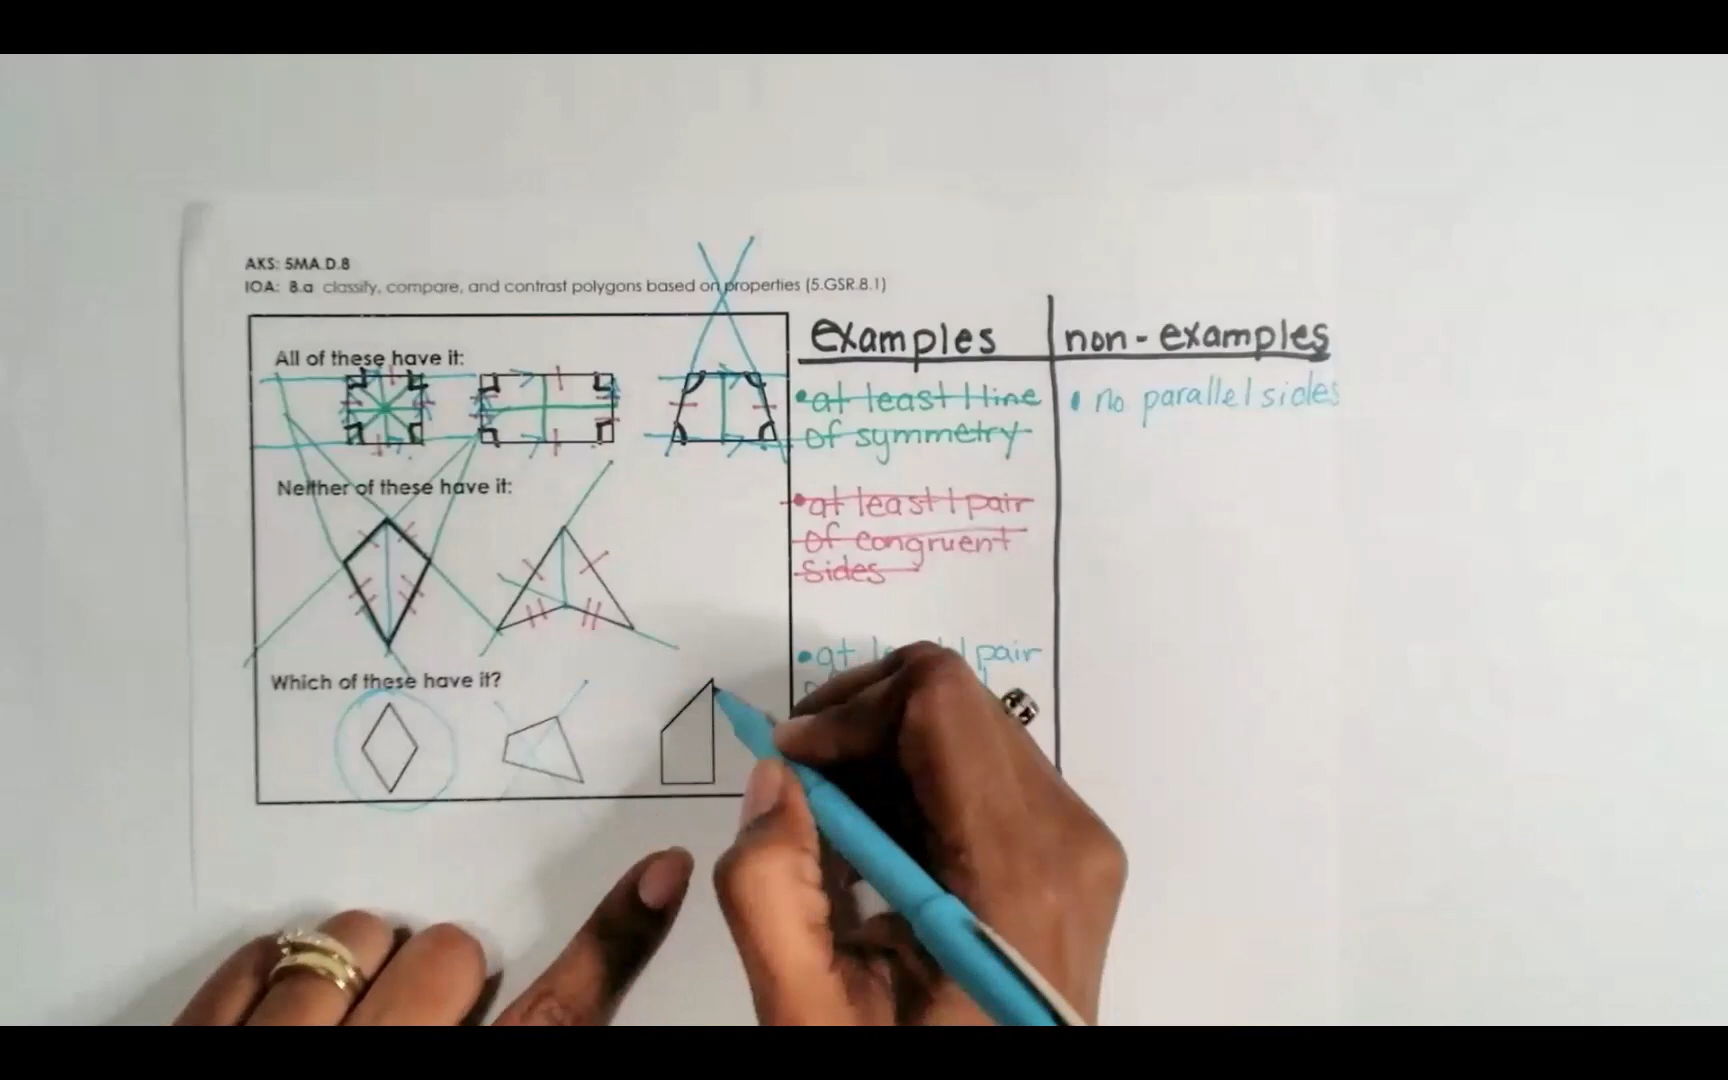 AKS: 5MA.D.8
IOA: 8.a classify, compare, and contrast polygons based on properties (5.GSR.8.1)
All of these have it:
Neither of these have it:
Which of these have it?
Examples
•at least 1 line
of symmetry
•at least 1 pair
of congruent
sides
•at 1 pair
non-examples
• no parallel sides